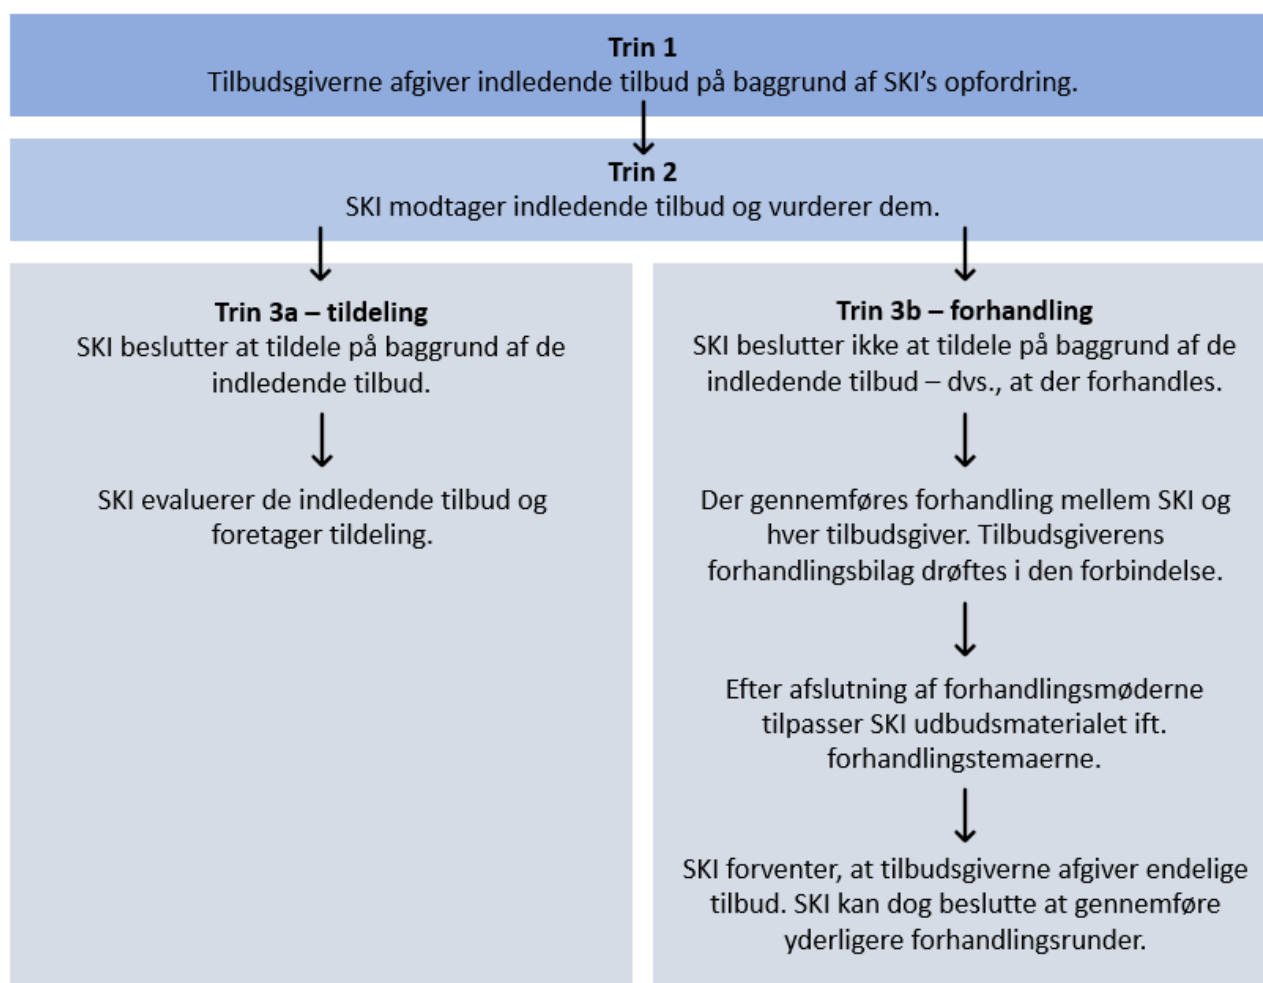 Trin 1
Tilbudsgiverne afgiver indledende tilbud på baggrund af SKI's opfordring.
Trin 2
SKI modtager indledende tilbud og vurderer dem.
Trin 3a – tildeling
SKI beslutter at tildele på baggrund af de
indledende tilbud.
SKI evaluerer de indledende tilbud og
foretager tildeling.
Trin 3b – forhandling
SKI beslutter ikke at tildele på baggrund af de
indledende tilbud – dvs., at der forhandles.
Der gennemføres forhandling mellem SKI og
hver tilbudsgiver. Tilbudsgiverens
forhandlingsbilag drøftes i den forbindelse.
Efter afslutning af forhandlingsmøderne
tilpasser SKI udbudsmaterialet ift.
forhandlingstemaerne.
SKI forventer, at tilbudsgiverne afgiver endelige
tilbud. SKI kan dog beslutte at gennemføre
yderligere forhandlingsrunder.